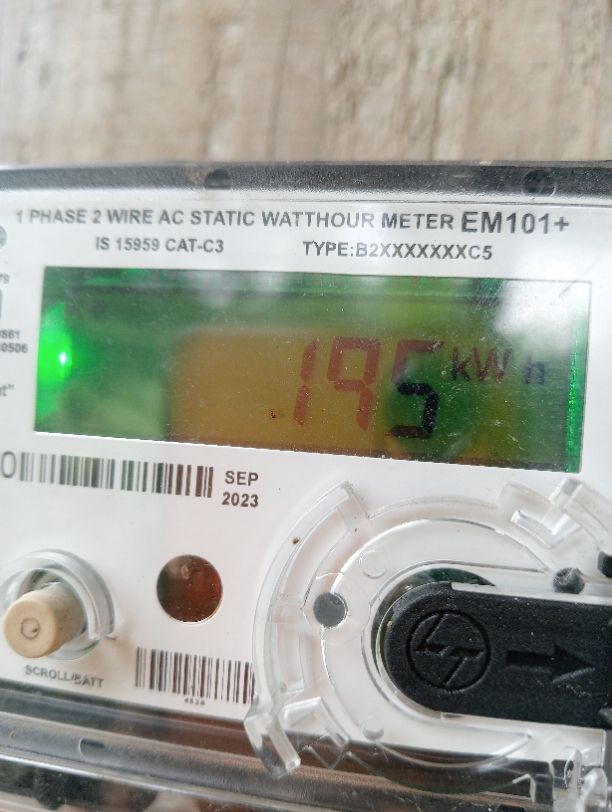 1 PHASE 2 WIRE AC STATIC WATTHOUR METER EM101+
IS 15959 CAT-C3 TYPE:B2XXXXXXXC5
195 kWh
SEP
2023
SCROLL/BATT
LT